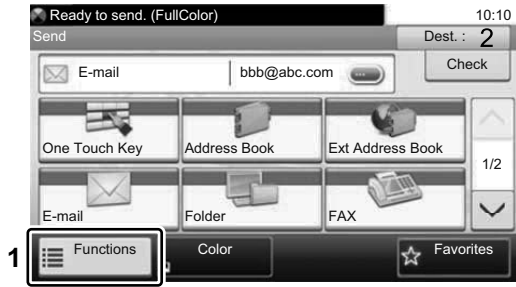 Ready to send. (FullColor)
10:10
Send
Dest. : 2
E-mail
bbb@abc.com
Check
One Touch Key
Address Book
Ext Address Book
1/2
E-mail
Folder
FAX
1
Functions
Color
Favorites